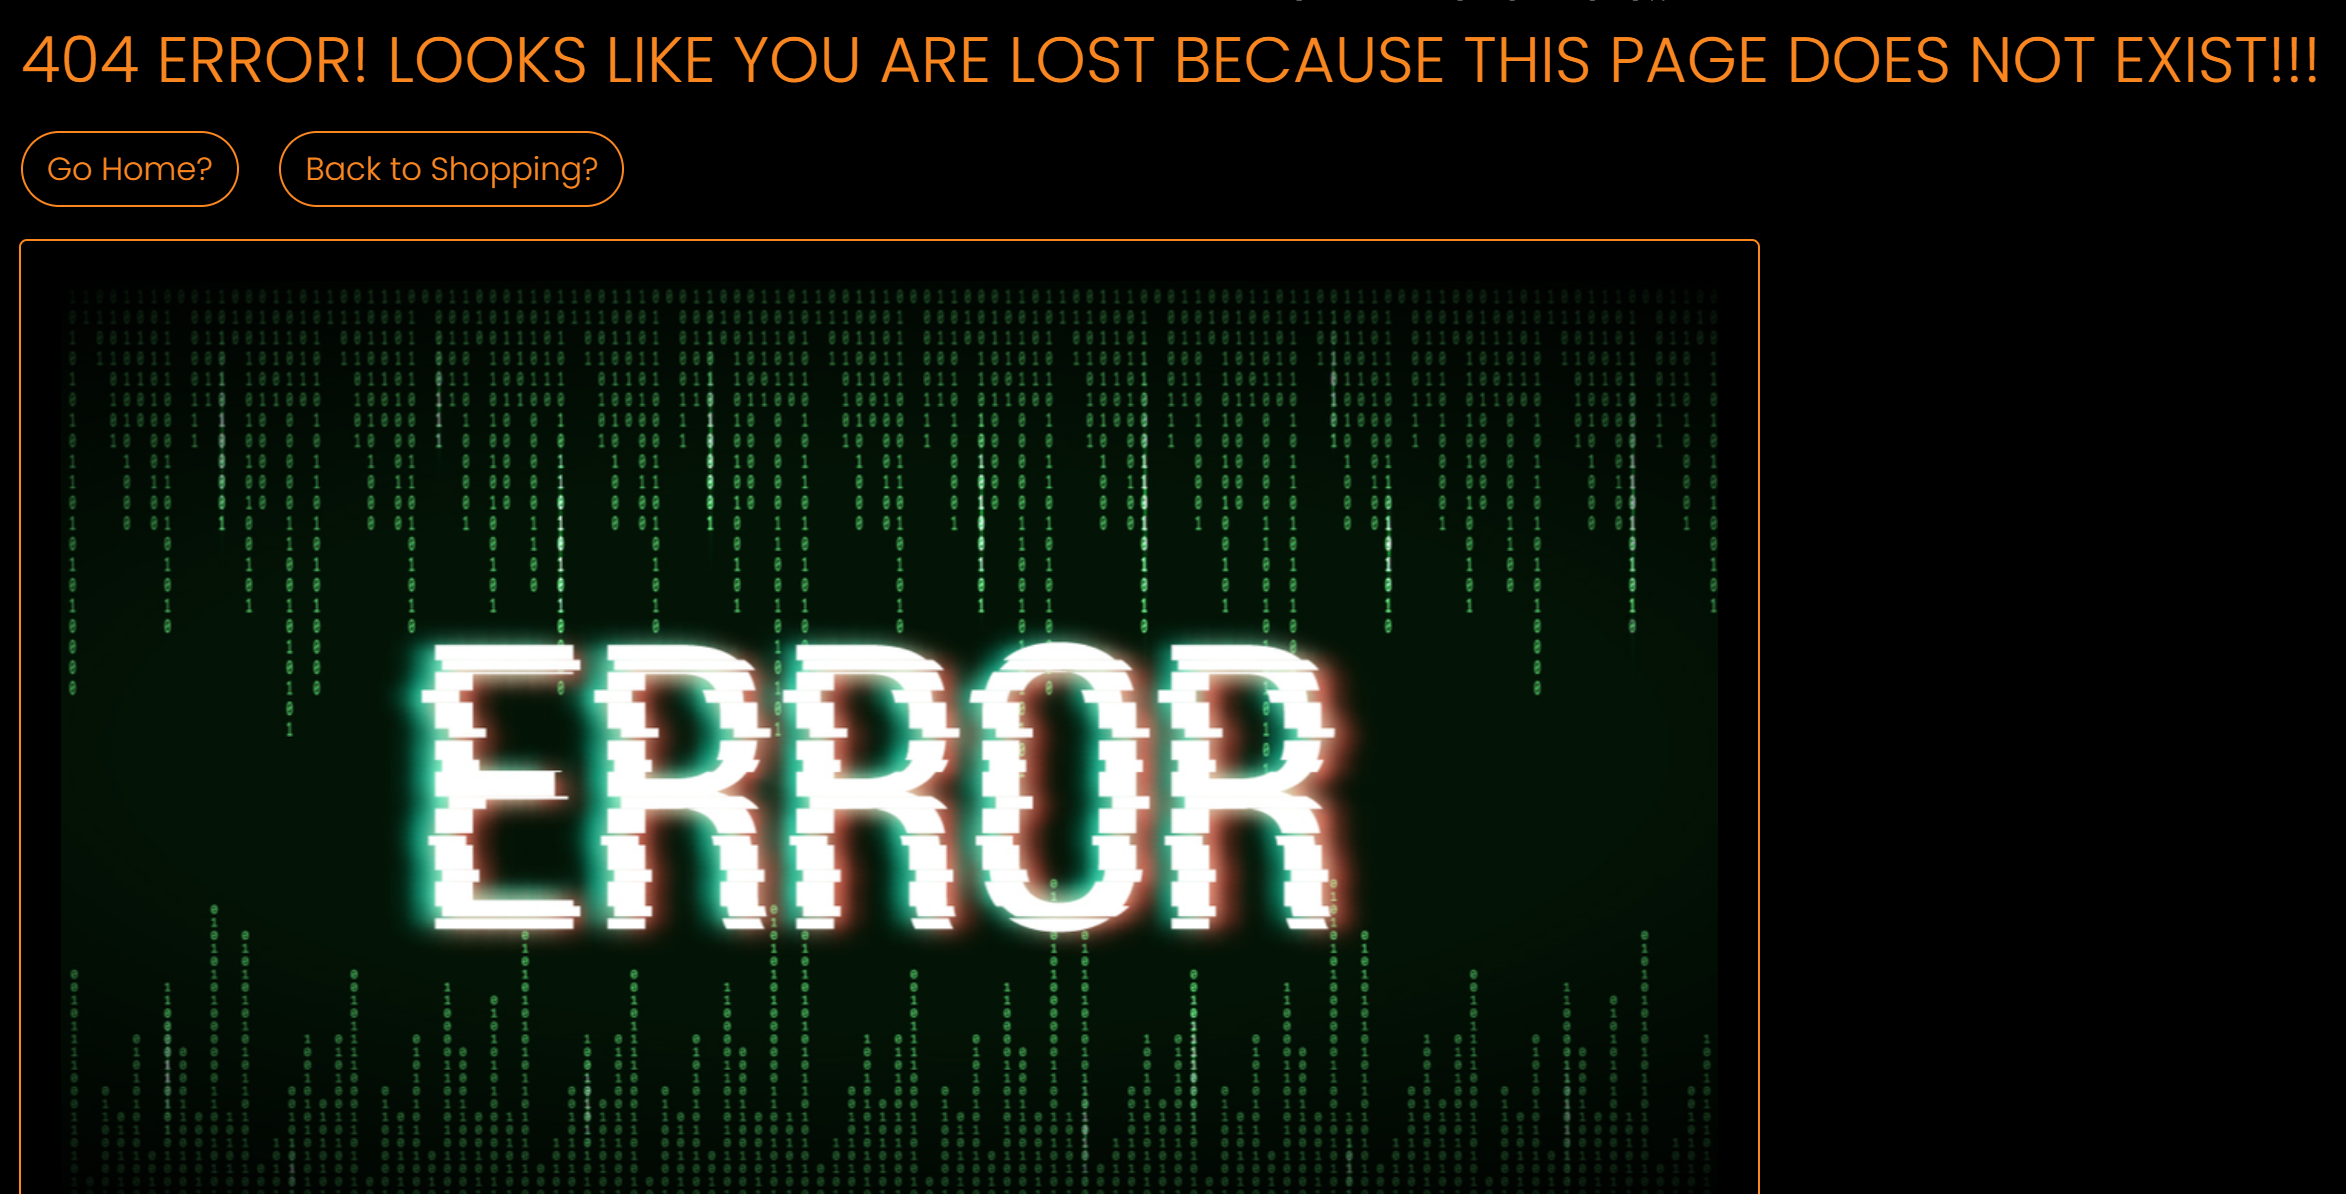 404 ERROR! LOOKS LIKE YOU ARE LOST BECAUSE THIS PAGE DOES NOT EXIST!!!
Go Home?
Back to Shopping?
ERROR